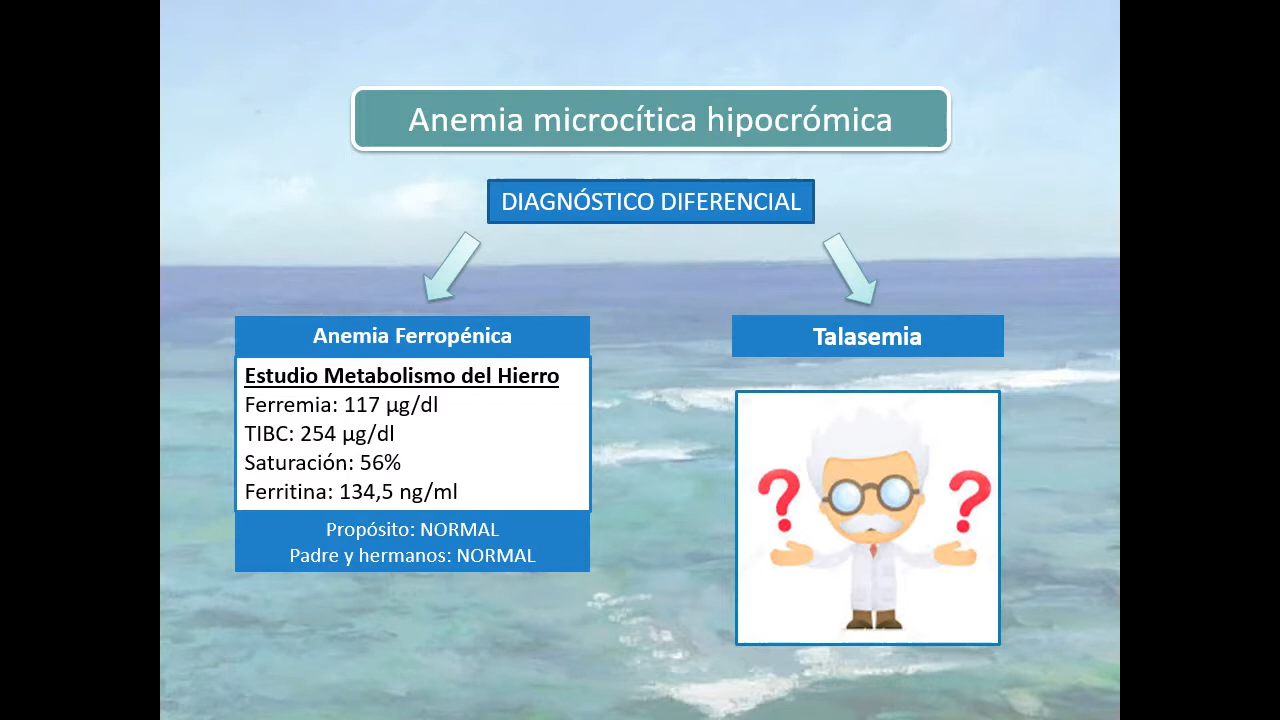 Anemia microcítica hipocrómica
DIAGNÓSTICO DIFERENCIAL
Anemia Ferropénica
Estudio Metabolismo del Hierro
Ferremia: 117 µg/dl
TIBC: 254 µg/dl
Saturación: 56%
Ferritina: 134,5 ng/ml
Propósito: NORMAL
Padre y hermanos: NORMAL
Talasemia
? ?